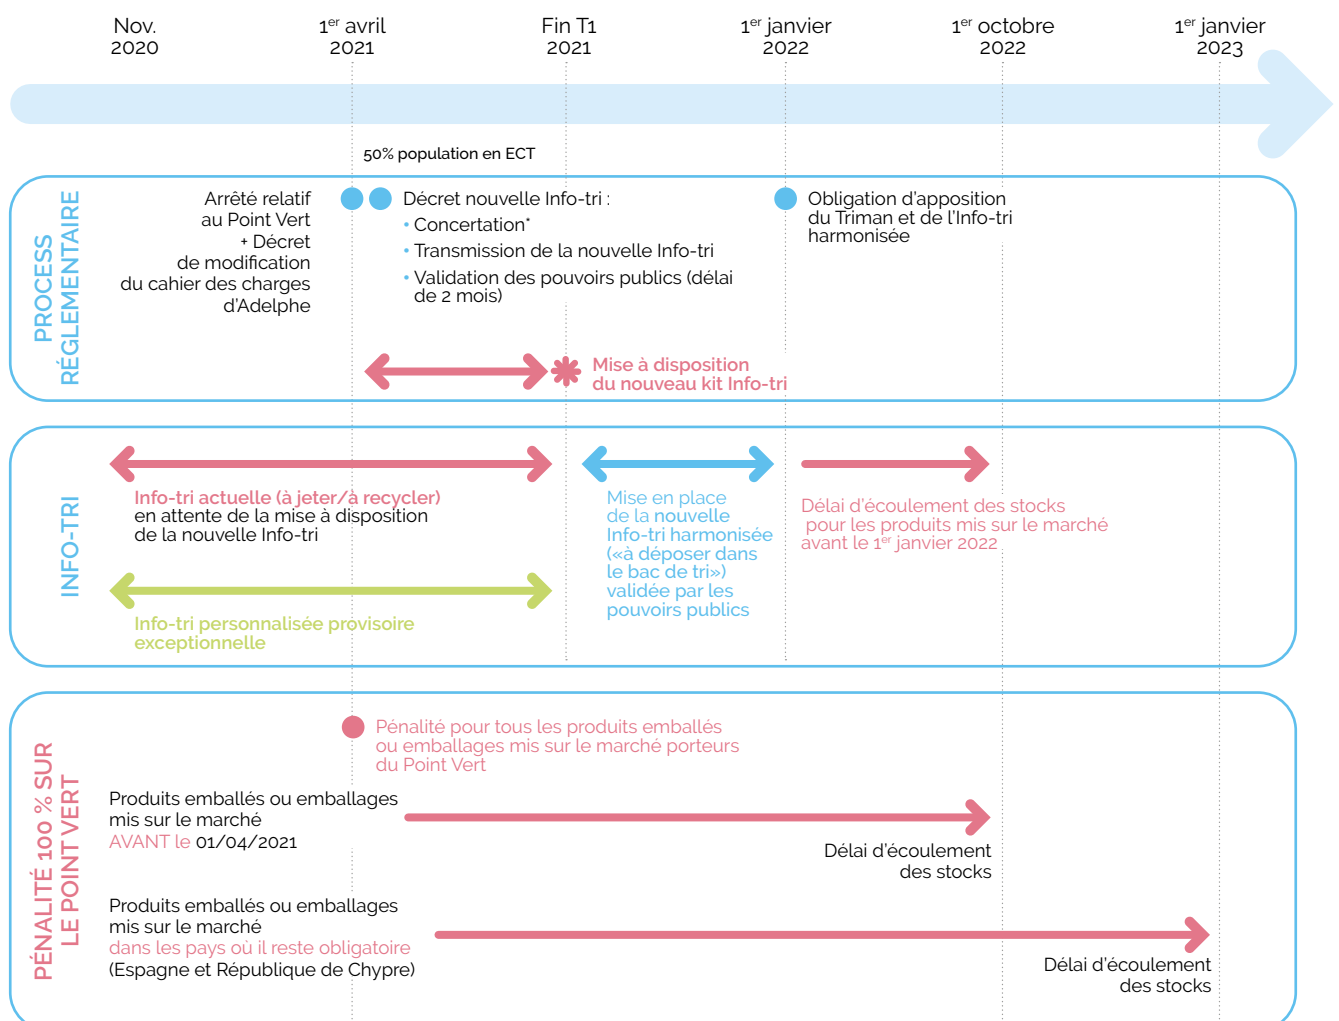 Nov.
2020
1er avril
2021
Fin T1
2021
1er janvier
2022
1er octobre
2022
1er janvier
2023
50% population en ECT
PROCESS
RÉGLEMENTAIRE
Arrêté relatif
au Point Vert
+ Décret
de modification
du cahier des charges
d'Adelphe
Décret nouvelle Info-tri :
• Concertation*
• Transmission de la nouvelle Info-tri
• Validation des pouvoirs publics (délai
de 2 mois)
Obligation d'apposition
du Triman et de l'Info-tri
harmonisée
Mise à disposition
du nouveau kit Info-tri
INFO-TRI
Info-tri actuelle (à jeter/à recycler)
en attente de la mise à disposition
de la nouvelle Info-tri
Info-tri personnalisée provisoire
exceptionnelle
Mise en place
de la nouvelle
Info-tri harmonisée
(«à déposer dans
le bac de tri»)
validée par les
pouvoirs publics
Délai d'écoulement des stocks
pour les produits mis sur le marché
avant le 1er janvier 2022
PÉNALITÉ 100 % SUR
LE POINT VERT
Pénalité pour tous les produits emballés
ou emballages mis sur le marché porteurs
du Point Vert
Produits emballés ou emballages
mis sur le marché
AVANT le 01/04/2021
Délai d'écoulement
des stocks
Produits emballés ou emballages
mis sur le marché
dans les pays où il reste obligatoire
(Espagne et République de Chypre)
Délai d'écoulement
des stocks